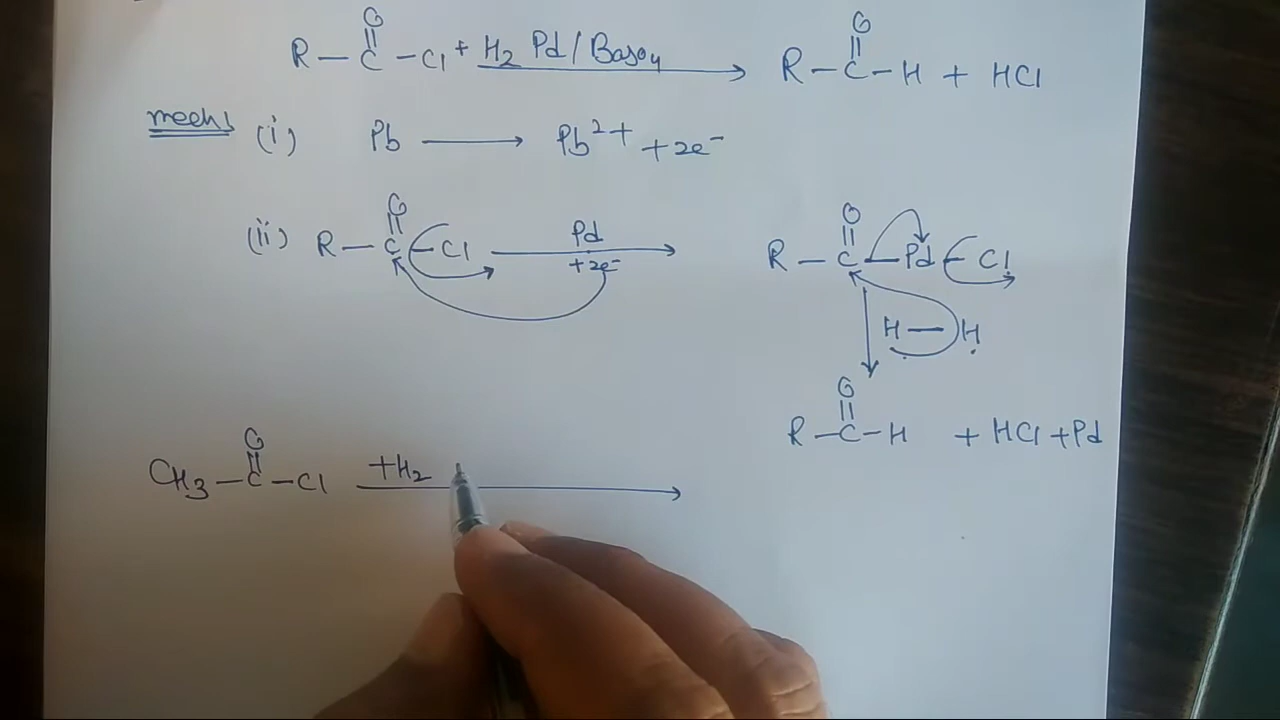 O
R – C – Cl + H2 Pd / BaSO4 → R – C – H + HCl
O
mech: (i) Pb → Pb2+ + 2e-
(ii) R – C – Cl Pd +2e- → R – C – Pd – Cl
O
O
H – H
O
R – C – H + HCl + Pd
O
CH3 – C – Cl +H2 →